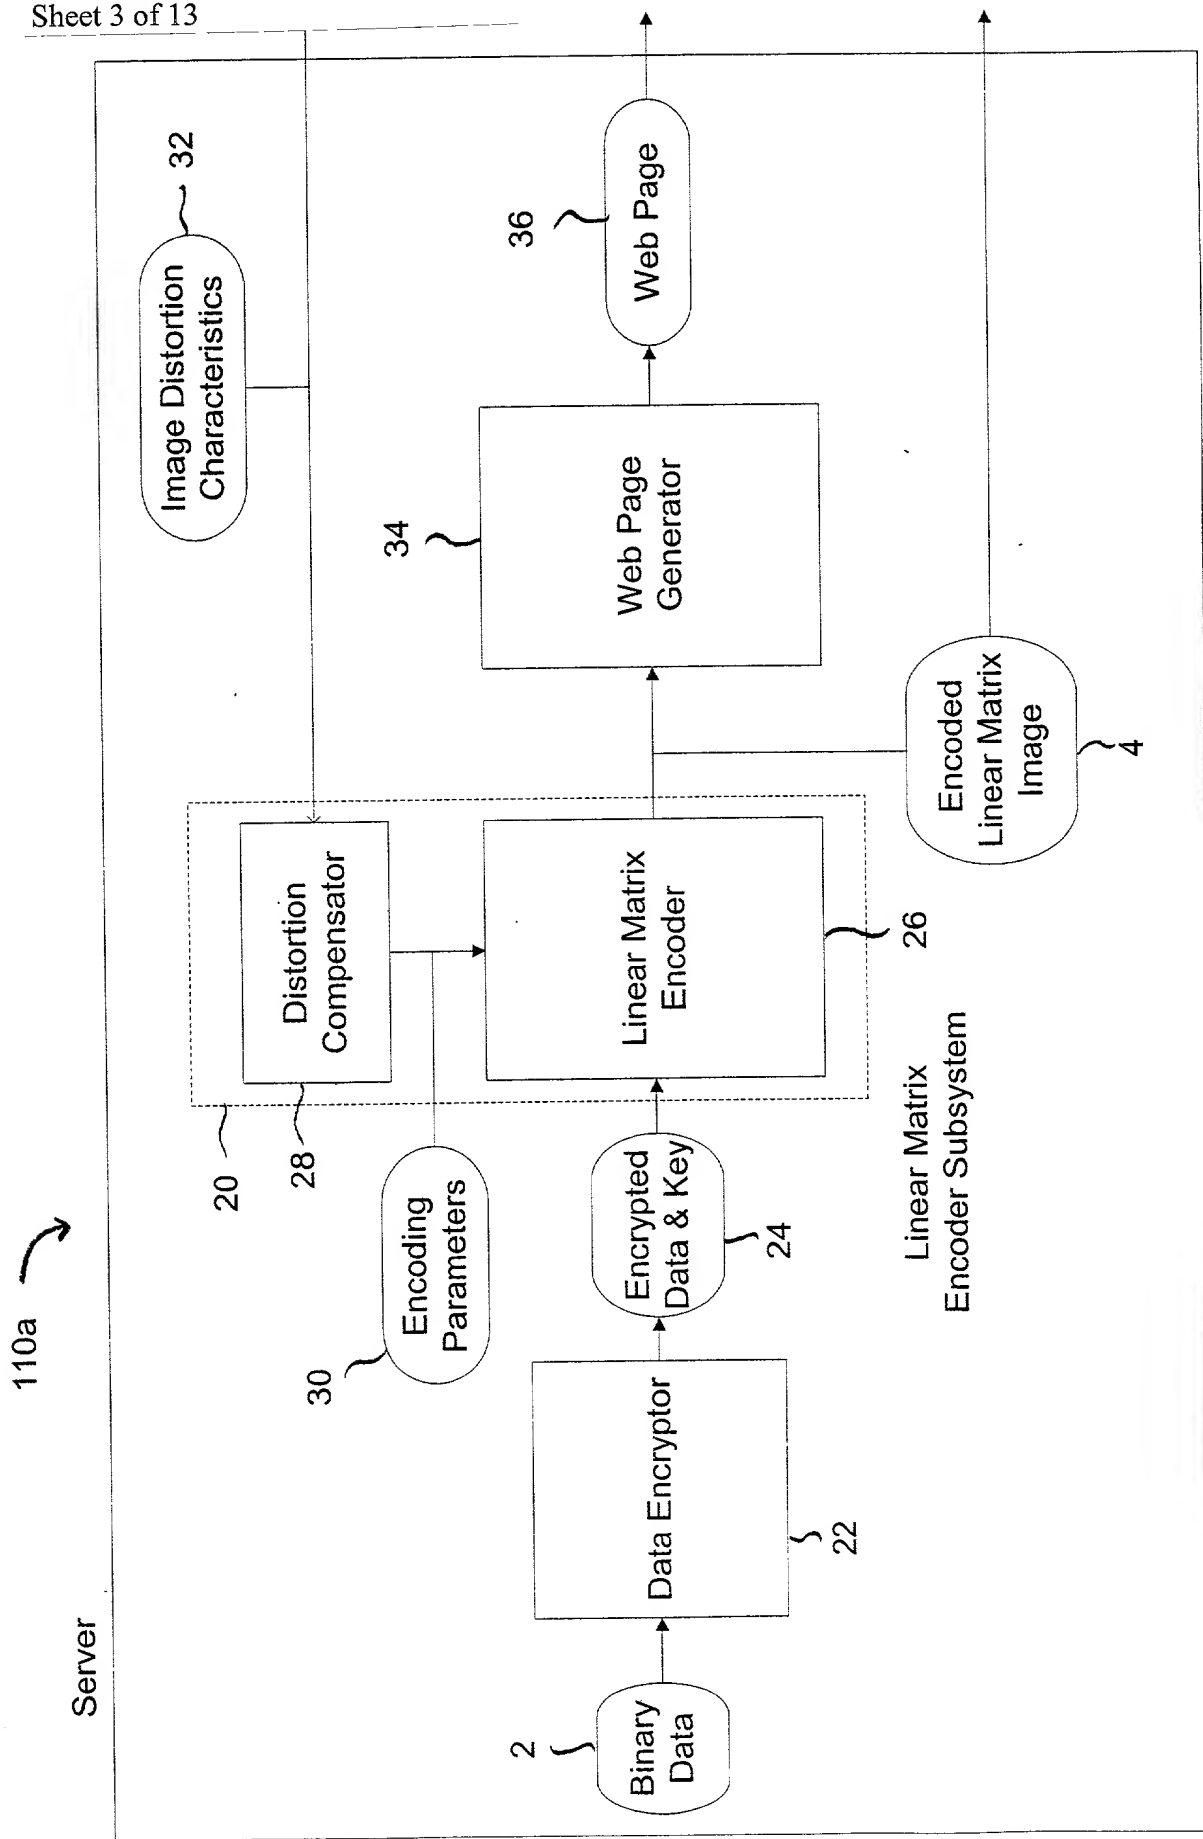 Sheet 3 of 13
110a
Server
32
Image Distortion
Characteristics
20
28
Distortion
Compensator
30
Encoding
Parameters
2
Binary
Data
Data Encryptor
22
Encrypted
Data & Key
24
Linear Matrix
Encoder
26
Linear Matrix
Encoder Subsystem
34
Web Page
Generator
36
Web Page
Encoded
Linear Matrix
Image
4